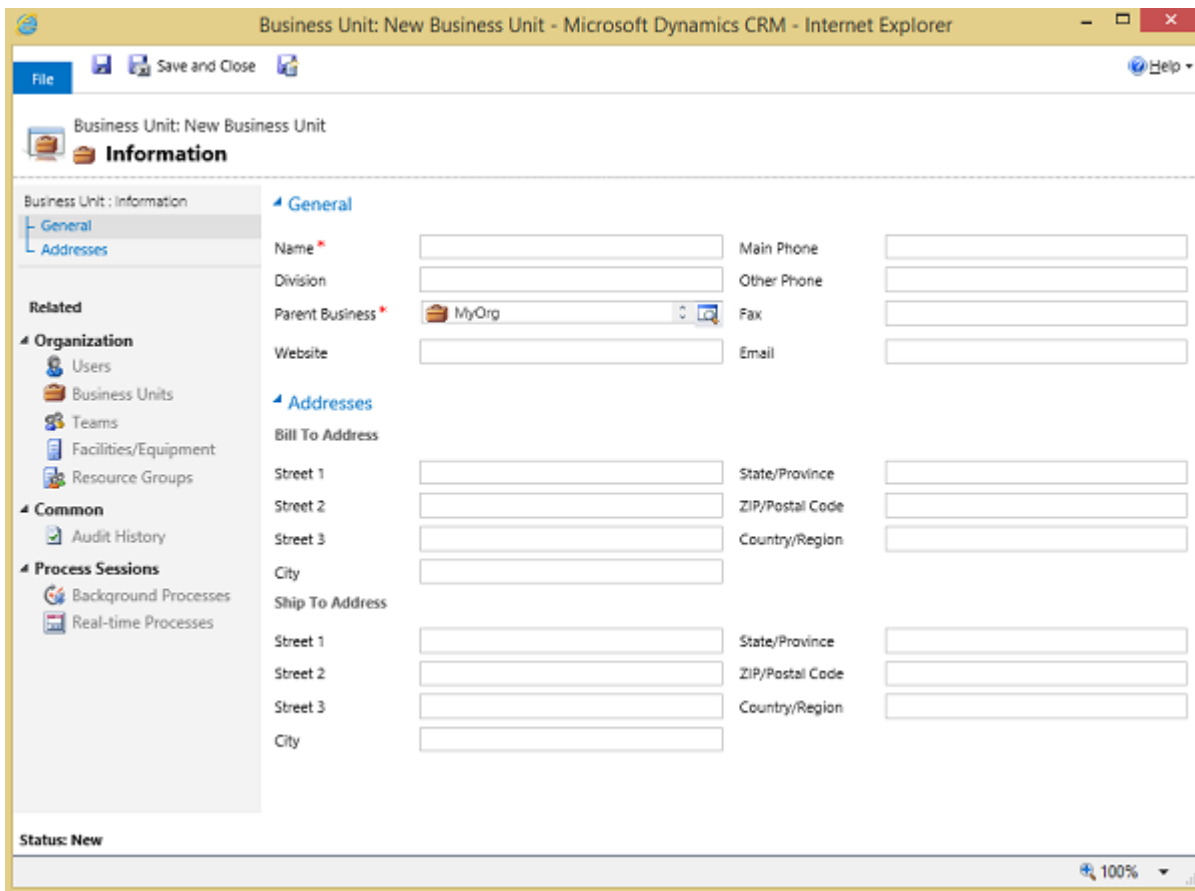 Business Unit: New Business Unit - Microsoft Dynamics CRM - Internet Explorer
File Save and Close Help
Business Unit: New Business Unit
Information
Business Unit : Information
General
Addresses
Related
Organization
Users
Business Units
Teams
Facilities/Equipment
Resource Groups
Common
Audit History
Process Sessions
Background Processes
Real-time Processes
General
Name * Main Phone
Division Other Phone
Parent Business * MyOrg Fax
Website Email
Addresses
Bill To Address
Street 1 State/Province
Street 2 ZIP/Postal Code
Street 3 Country/Region
City
Ship To Address
Street 1 State/Province
Street 2 ZIP/Postal Code
Street 3 Country/Region
City
Status: New
100%